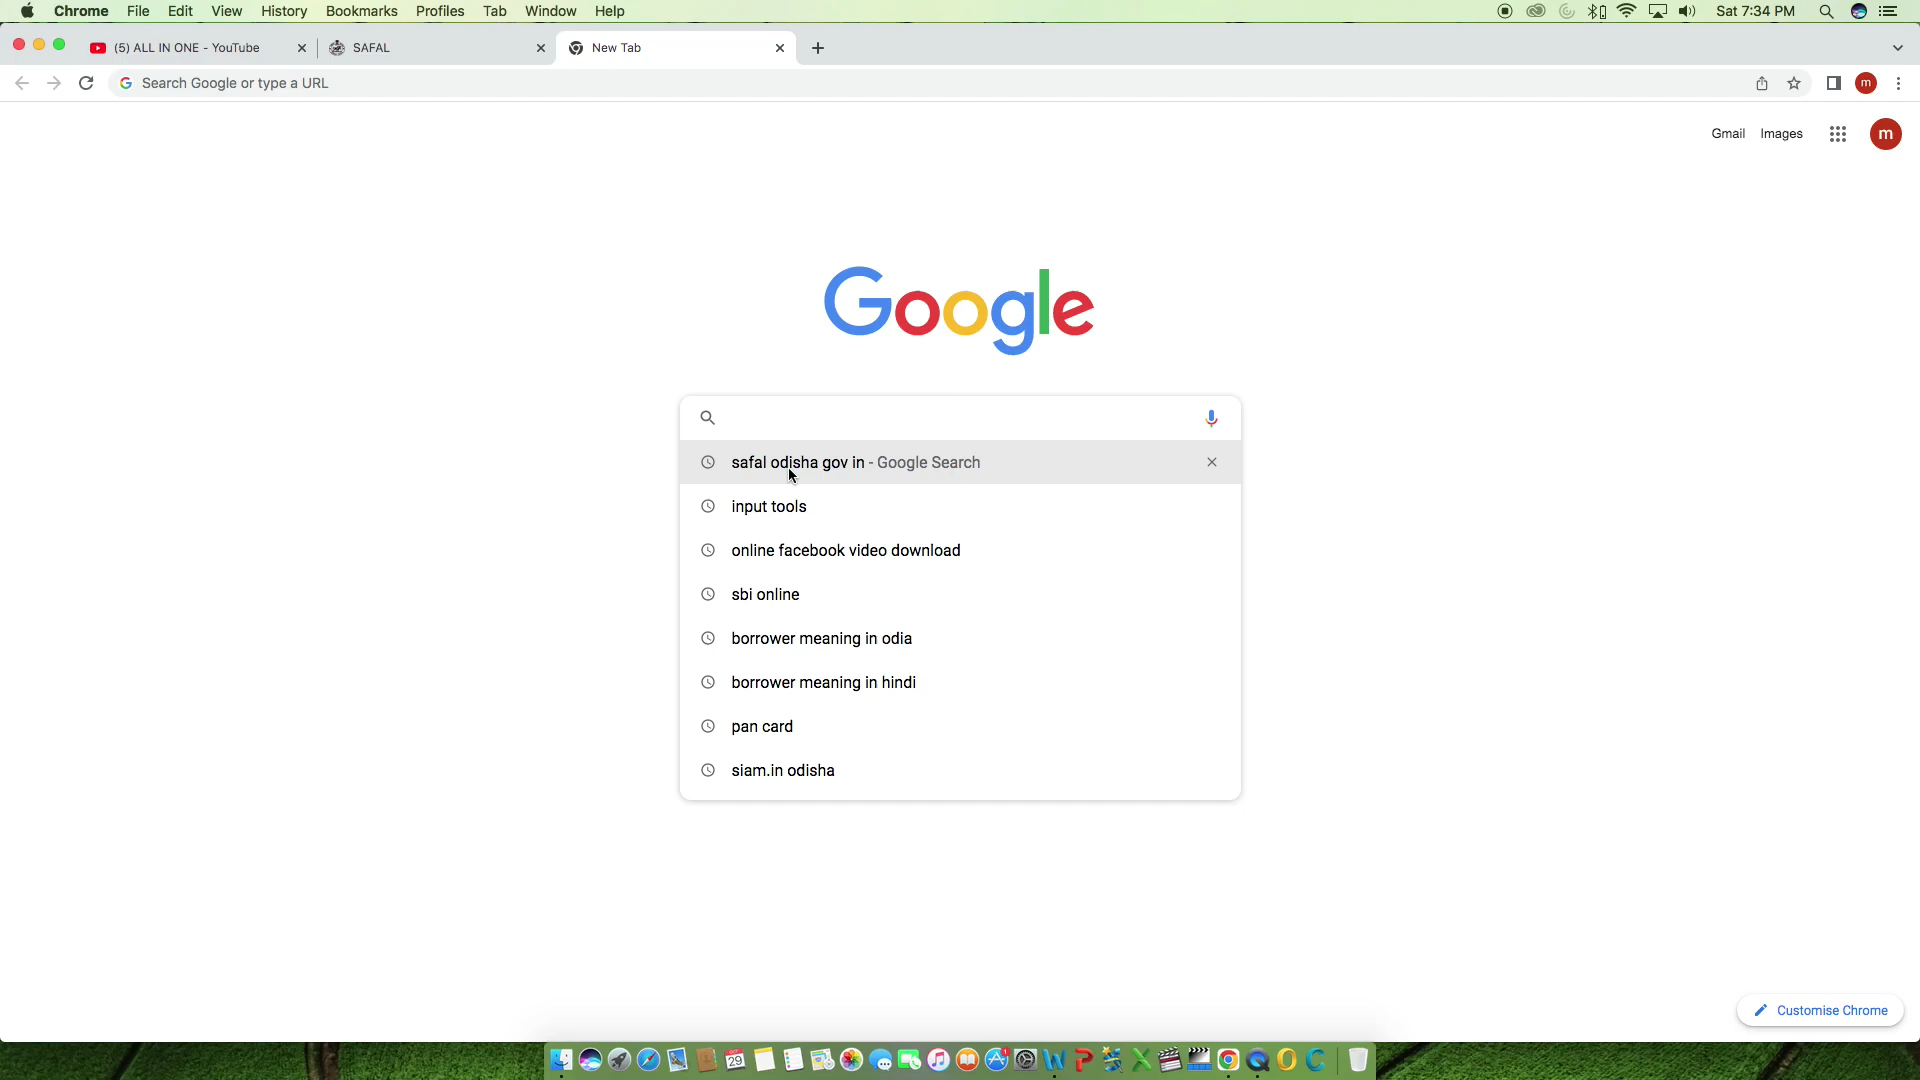 Chrome File Edit View History Bookmarks Profiles Tab Window Help Sat 7:34 PM
(5) ALL IN ONE - YouTube SAFAL New Tab
Search Google or type a URL m
Gmail Images m
Google
safal odisha gov in - Google Search
input tools
online facebook video download
sbi online
borrower meaning in odia
borrower meaning in hindi
pan card
siam.in odisha
Customise Chrome
29